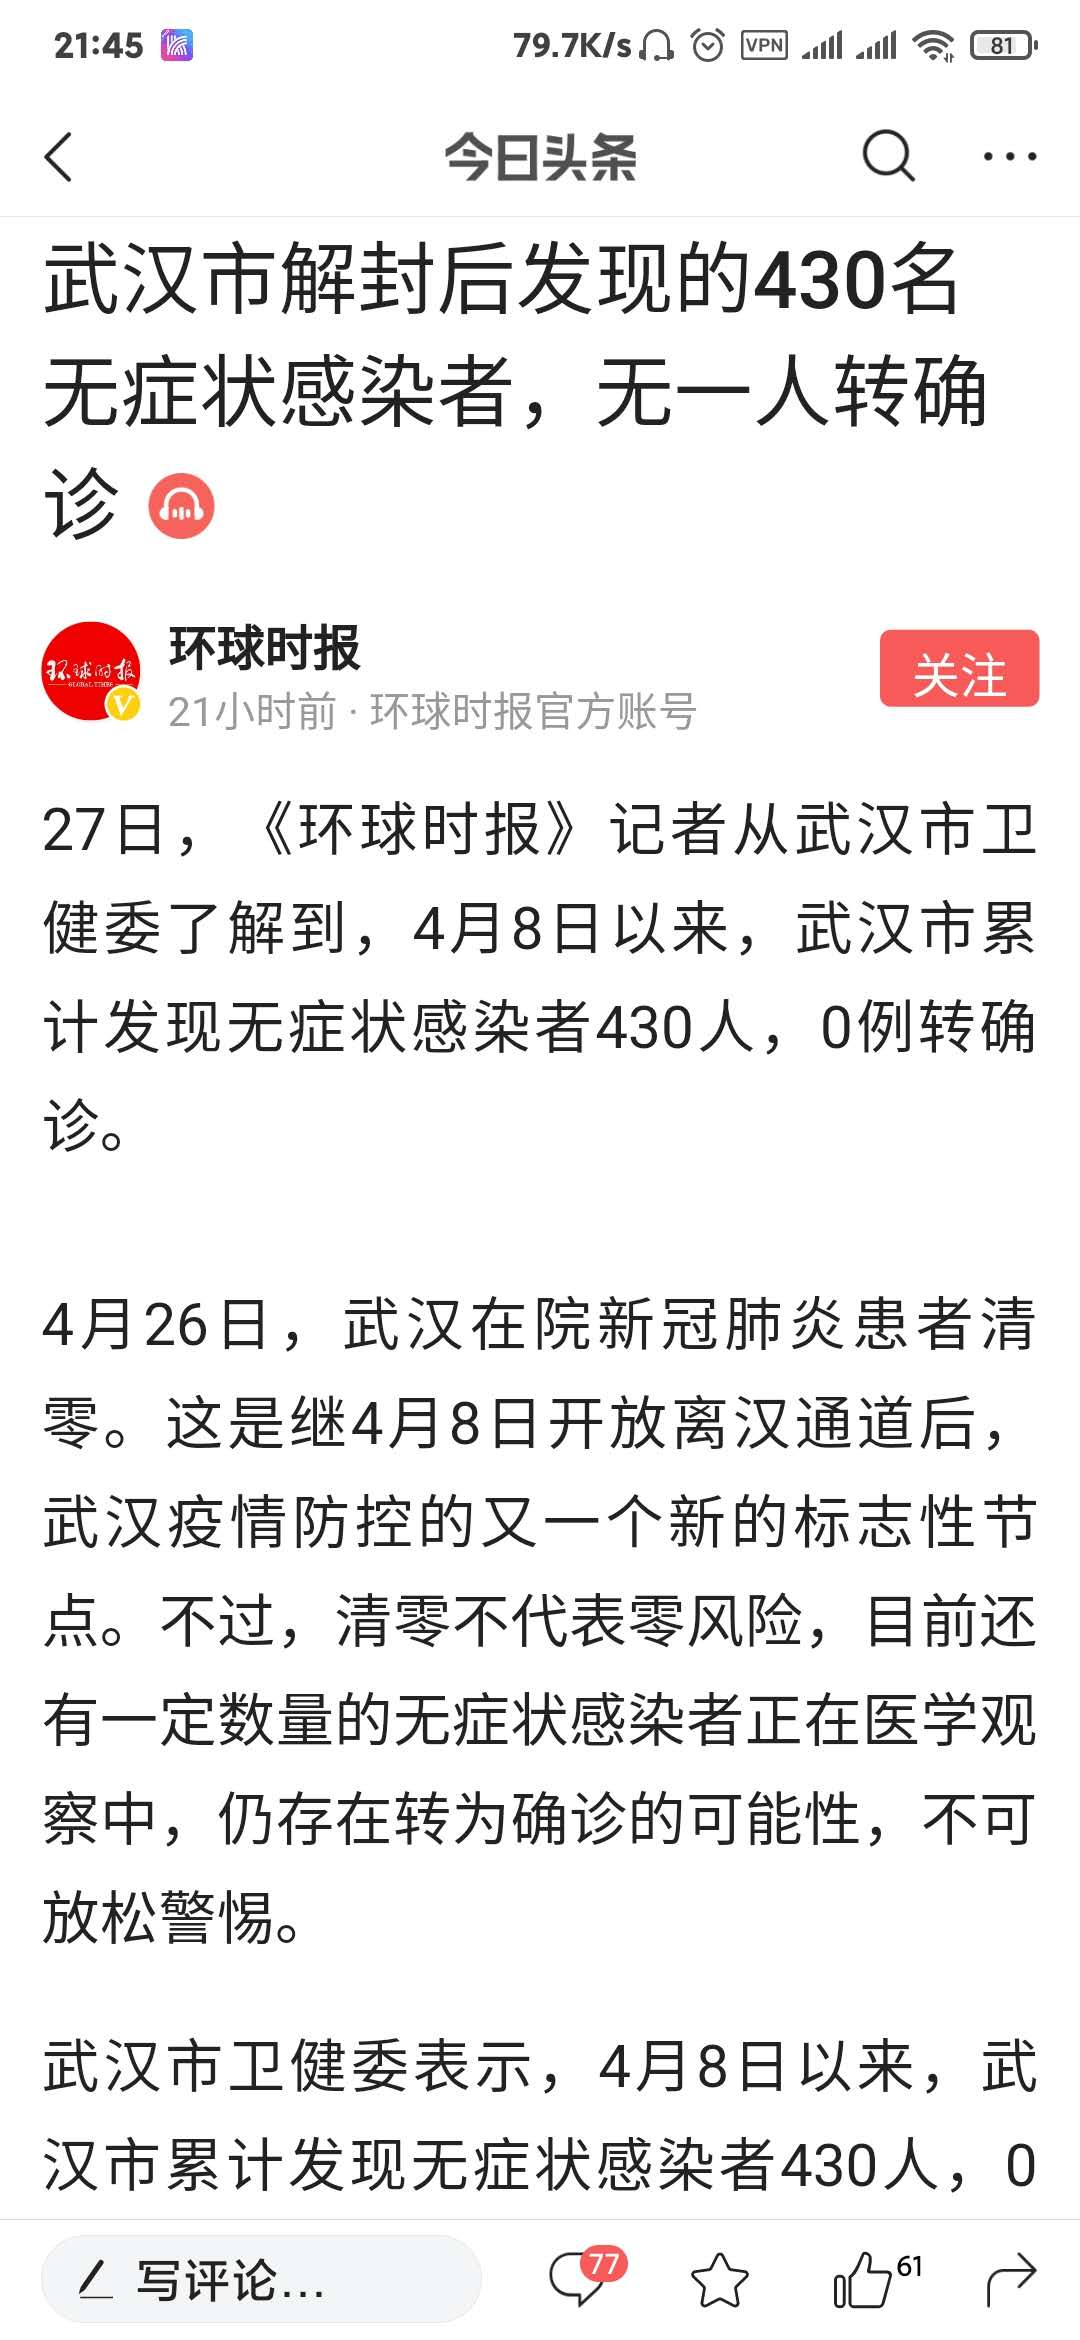 21:45
79.7K/s VPN 81
今日头条
武汉市解封后发现的430名
无症状感染者，无一人转确
诊
环球时报
GLOBAL TIMES
环球时报
21小时前 · 环球时报官方账号
关注
27日，《环球时报》记者从武汉市卫
健委了解到，4月8日以来，武汉市累
计发现无症状感染者430人，0例转确
诊。
4月26日，武汉在院新冠肺炎患者清
零。这是继4月8日开放离汉通道后，
武汉疫情防控的又一个新的标志性节
点。不过，清零不代表零风险，目前还
有一定数量的无症状感染者正在医学观
察中，仍存在转为确诊的可能性，不可
放松警惕。
武汉市卫健委表示，4月8日以来，武
汉市累计发现无症状感染者430人，0
写评论...
77
61